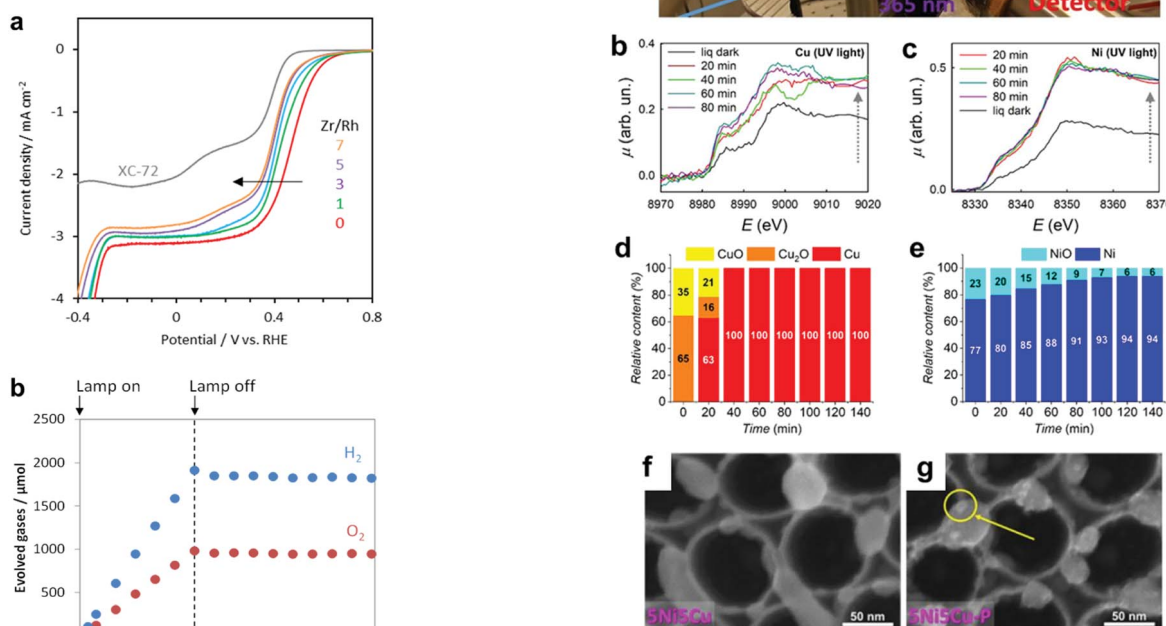 a
0
-1
-2
-3
-4
Current density / mA cm⁻²
XC-72
Zr/Rh
7
5
3
1
0
-0.4
0
0.4
0.8
Potential / V vs. RHE
b
Lamp on
Lamp off
2500
2000
1500
1000
500
Evolved gases / μmol
H₂
O₂
365 nm
Detector
b
0.4
0.2
0.0
μ (arb. un.)
liq dark
20 min
40 min
60 min
80 min
Cu (UV light)
8970
8980
8990
9000
9010
9020
E (eV)
c
0.5
0.0
μ (arb. un.)
20 min
40 min
60 min
80 min
liq dark
Ni (UV light)
8330
8340
8350
8360
E (eV)
d
CuO
Cu₂O
Cu
100
80
60
40
20
0
Relative content (%)
35
65
21
16
63
100
100
100
100
100
100
0
20
40
60
80
100
120
140
Time (min)
e
NiO
Ni
100
80
60
40
20
0
Relative content (%)
23
20
15
12
9
7
6
6
77
80
85
88
91
93
94
94
0
20
40
60
80
100
120
140
Time (min)
f
5Ni5Cu
50 nm
g
5Ni5Cu-P
50 nm